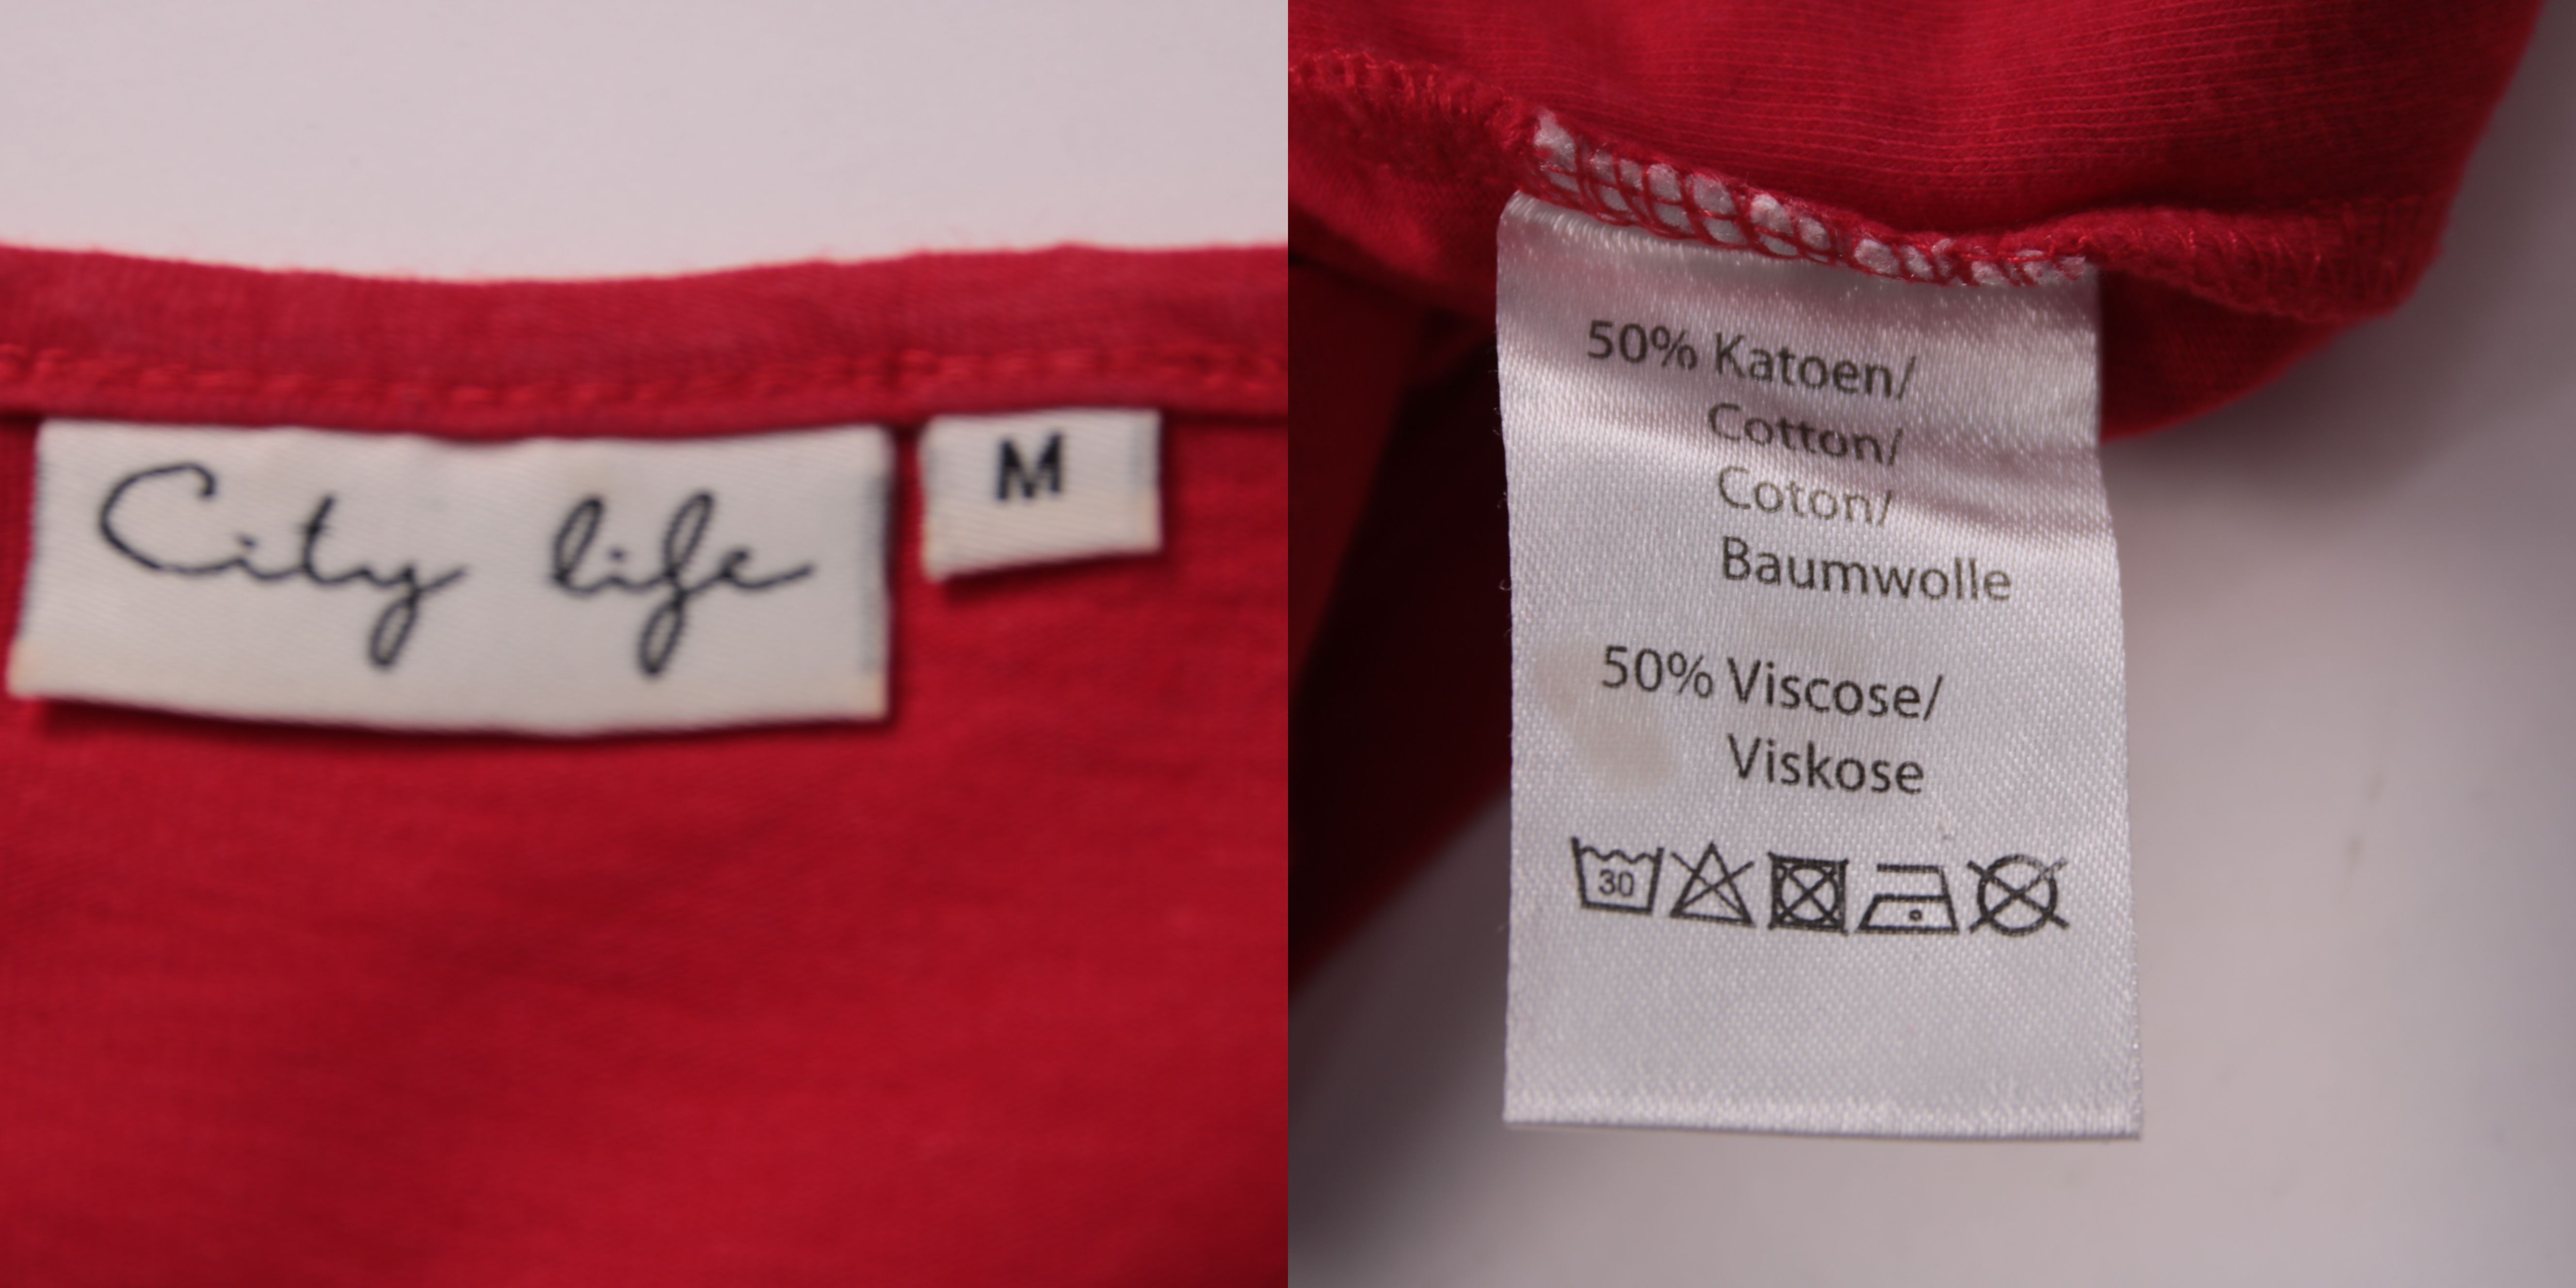 City life
M
50% Katoen/
Cotton/
Coton/
Baumwolle
50% Viscose/
Viskose
30